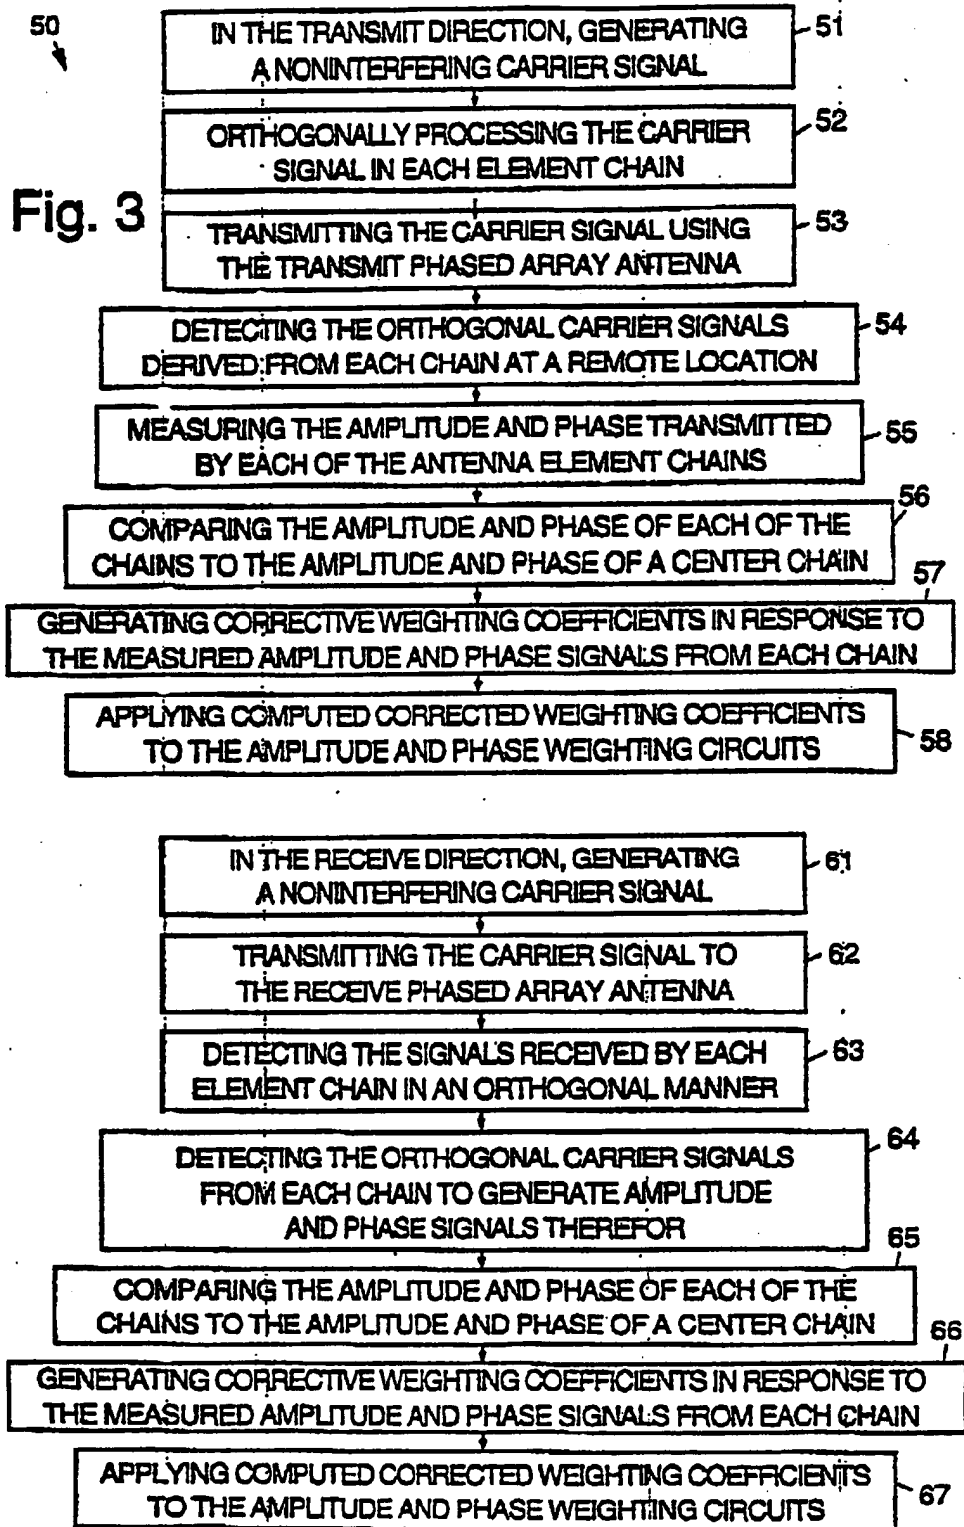 50
IN THE TRANSMIT DIRECTION, GENERATING
A NONINTERFERING CARRIER SIGNAL
51
ORTHOGONALLY PROCESSING THE CARRIER
SIGNAL IN EACH ELEMENT CHAIN
52
Fig. 3
TRANSMITTING THE CARRIER SIGNAL USING
THE TRANSMIT PHASED ARRAY ANTENNA
53
DETECTING THE ORTHOGONAL CARRIER SIGNALS
DERIVED FROM EACH CHAIN AT A REMOTE LOCATION
54
MEASURING THE AMPLITUDE AND PHASE TRANSMITTED
BY EACH OF THE ANTENNA ELEMENT CHAINS
55
56
COMPARING THE AMPLITUDE AND PHASE OF EACH OF THE
CHAINS TO THE AMPLITUDE AND PHASE OF A CENTER CHAIN
57
GENERATING CORRECTIVE WEIGHTING COEFFICIENTS IN RESPONSE TO
THE MEASURED AMPLITUDE AND PHASE SIGNALS FROM EACH CHAIN
APPLYING COMPUTED CORRECTED WEIGHTING COEFFICIENTS
TO THE AMPLITUDE AND PHASE WEIGHTING CIRCUITS
58
IN THE RECEIVE DIRECTION, GENERATING
A NONINTERFERING CARRIER SIGNAL
61
TRANSMITTING THE CARRIER SIGNAL TO
THE RECEIVE PHASED ARRAY ANTENNA
62
DETECTING THE SIGNALS RECEIVED BY EACH
ELEMENT CHAIN IN AN ORTHOGONAL MANNER
63
64
DETECTING THE ORTHOGONAL CARRIER SIGNALS
FROM EACH CHAIN TO GENERATE AMPLITUDE
AND PHASE SIGNALS THEREFOR
65
COMPARING THE AMPLITUDE AND PHASE OF EACH OF THE
CHAINS TO THE AMPLITUDE AND PHASE OF A CENTER CHAIN
66
GENERATING CORRECTIVE WEIGHTING COEFFICIENTS IN RESPONSE TO
THE MEASURED AMPLITUDE AND PHASE SIGNALS FROM EACH CHAIN
APPLYING COMPUTED CORRECTED WEIGHTING COEFFICIENTS
TO THE AMPLITUDE AND PHASE WEIGHTING CIRCUITS
67